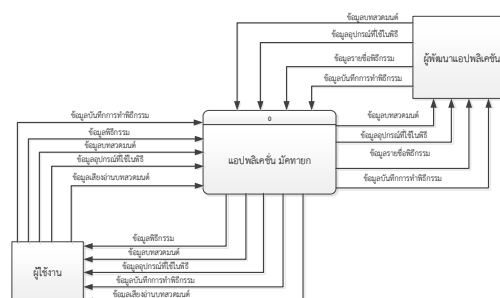 ข้อมูลบทสวดมนต์
ข้อมูลอุปกรณ์ที่ใช้ในพิธี
ข้อมูลรายชื่อพิธีกรรม
ข้อมูลบันทึกการทำพิธีกรรม
ผู้พัฒนาแอปพลิเคชัน
ข้อมูลบันทึกการทำพิธีกรรม
ข้อมูลพิธีกรรม
ข้อมูลบทสวดมนต์
ข้อมูลอุปกรณ์ที่ใช้ในพิธี
ข้อมูลเสียงอ่านบทสวดมนต์
0
แอปพลิเคชั่น มัคทายก
ข้อมูลบทสวดมนต์
ข้อมูลอุปกรณ์ที่ใช้ในพิธี
ข้อมูลรายชื่อพิธีกรรม
ข้อมูลบันทึกการทำพิธีกรรม
ผู้ใช้งาน
ข้อมูลพิธีกรรม
ข้อมูลบทสวดมนต์
ข้อมูลอุปกรณ์ที่ใช้ในพิธี
ข้อมูลบันทึกการทำพิธีกรรม
ข้อมูลเสียงอ่านบทสวดมนต์